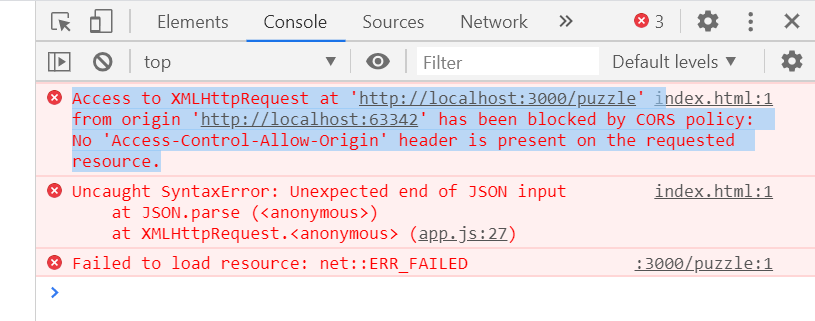 Elements Console Sources Network » 3
top ▼ Filter Default levels ▼
Access to XMLHttpRequest at 'http://localhost:3000/puzzle' index.html:1
from origin 'http://localhost:63342' has been blocked by CORS policy:
No 'Access-Control-Allow-Origin' header is present on the requested
resource.
Uncaught SyntaxError: Unexpected end of JSON input index.html:1
at JSON.parse (<anonymous>)
at XMLHttpRequest.<anonymous> (app.js:27)
Failed to load resource: net::ERR_FAILED :3000/puzzle:1